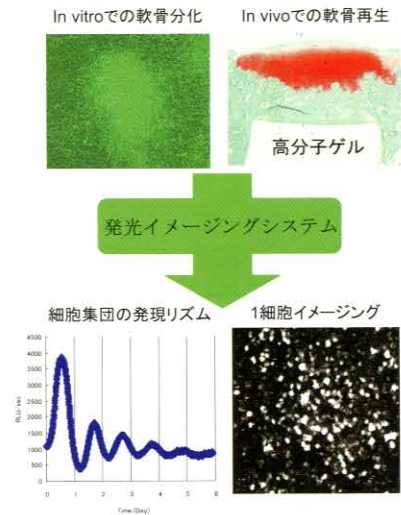 In vitroでの軟骨分化
In vivoでの軟骨再生
高分子ゲル
発光イメージングシステム
細胞集団の発現リズム
1細胞イメージング
4500
4000
3500
3000
2500
2000
1500
1000
500
0
RLU/sec
0 1 2 3 4 5 6
Time(Day)